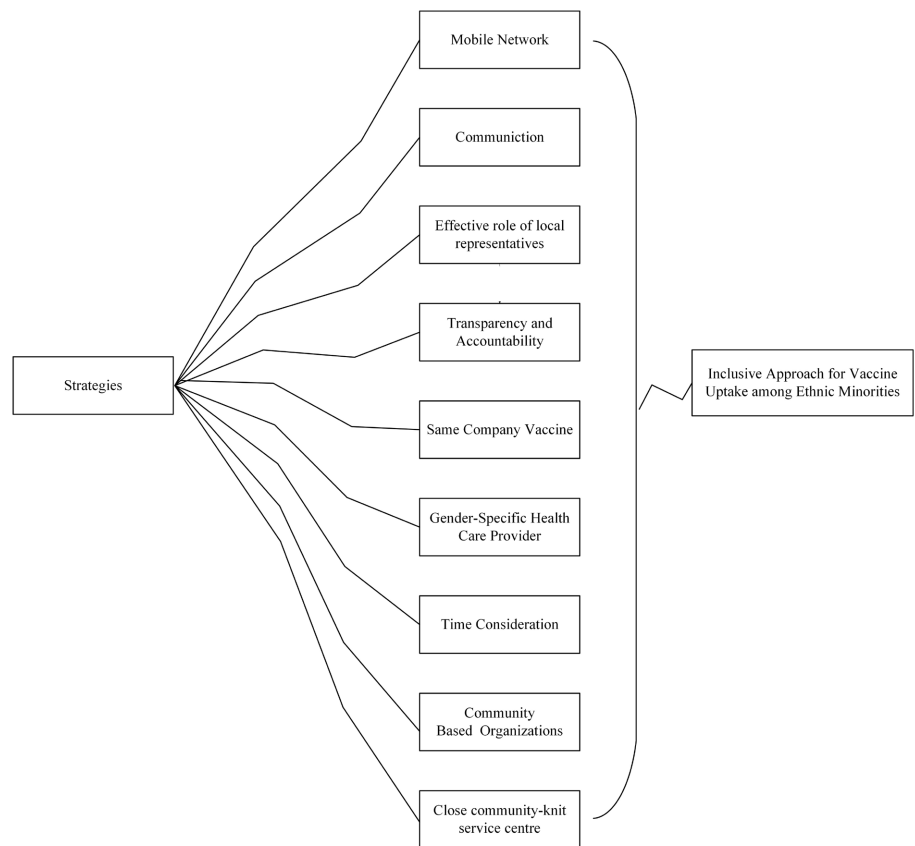 Mobile Network
Communiction
Effective role of local
representatives
Transparency and
Accountability
Strategies
Same Company Vaccine
Gender-Specific Health
Care Provider
Time Consideration
Community
Based Organizations
Close community-knit
service centre
Inclusive Approach for Vaccine
Uptake among Ethnic Minorities